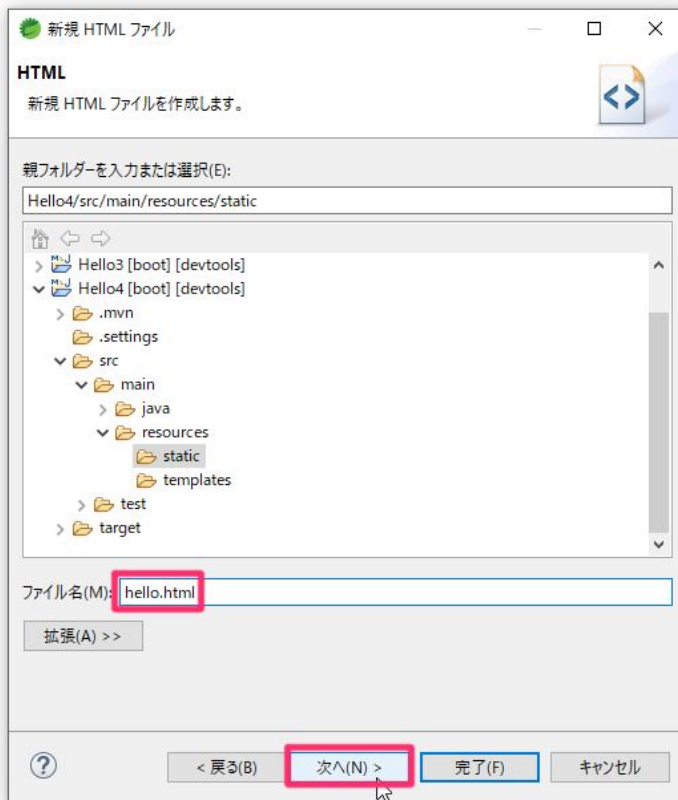 新規 HTML ファイル
HTML
新規 HTML ファイルを作成します。
親フォルダーを入力または選択(E):
Hello4/src/main/resources/static
Hello3 [boot] [devtools]
Hello4 [boot] [devtools]
.mvn
.settings
src
main
java
resources
static
templates
test
target
ファイル名(M): hello.html
拡張(A) >>
< 戻る(B) 次へ(N) > 完了(F) キャンセル